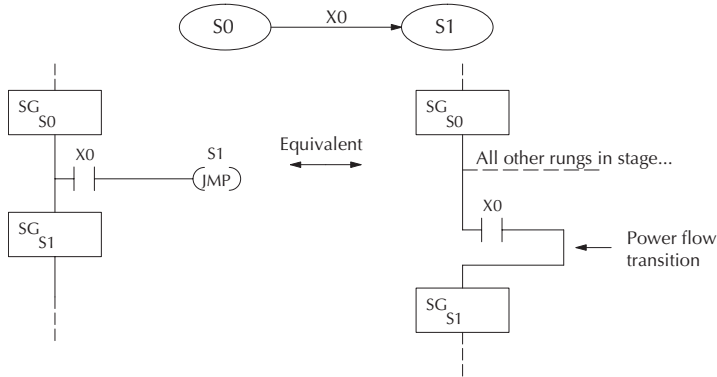 S0
X0
S1
SG
S0
X0
S1
JMP
SG
S1
Equivalent
SG
S0
All other rungs in stage...
X0
Power flow
transition
SG
S1